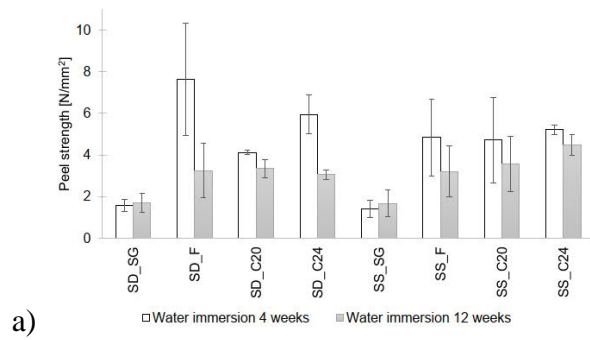 Peel strength [N/mm²]
10
8
6
4
2
0
SD_SG
SD_F
SD_C20
SD_C24
SS_SG
SS_F
SS_C20
SS_C24
Water immersion 4 weeks Water immersion 12 weeks
a)